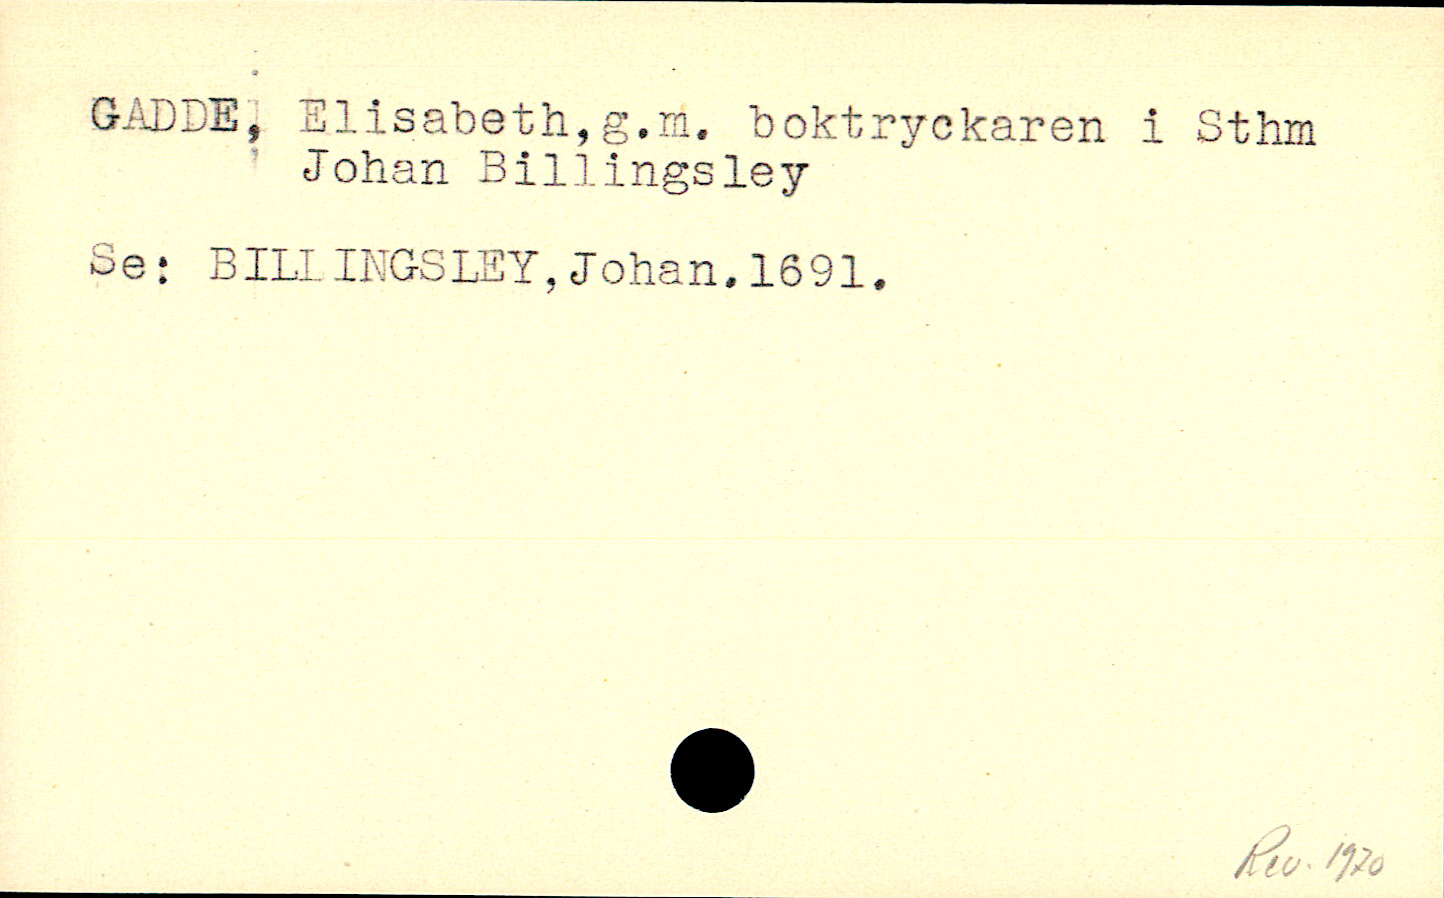 GADDE, Elisabeth,g.m. boktryckaren i Sthm
Johan Billingsley
Se: BILLINGSLEY,Johan.1691.
Rev. 1970